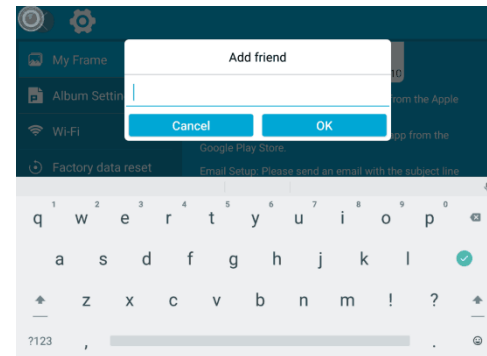 My Frame
Add friend
10
Album Settin
from the Apple
Wi-Fi
Cancel
OK
app from the
Google Play Store.
Factory data reset
Email Setup: Please send an email with the subject line
1 2 3 4 5 6 7 8 9 0
q w e r t y u i o p
a s d f g h j k l
z x c v b n m ! ?
?123 , .